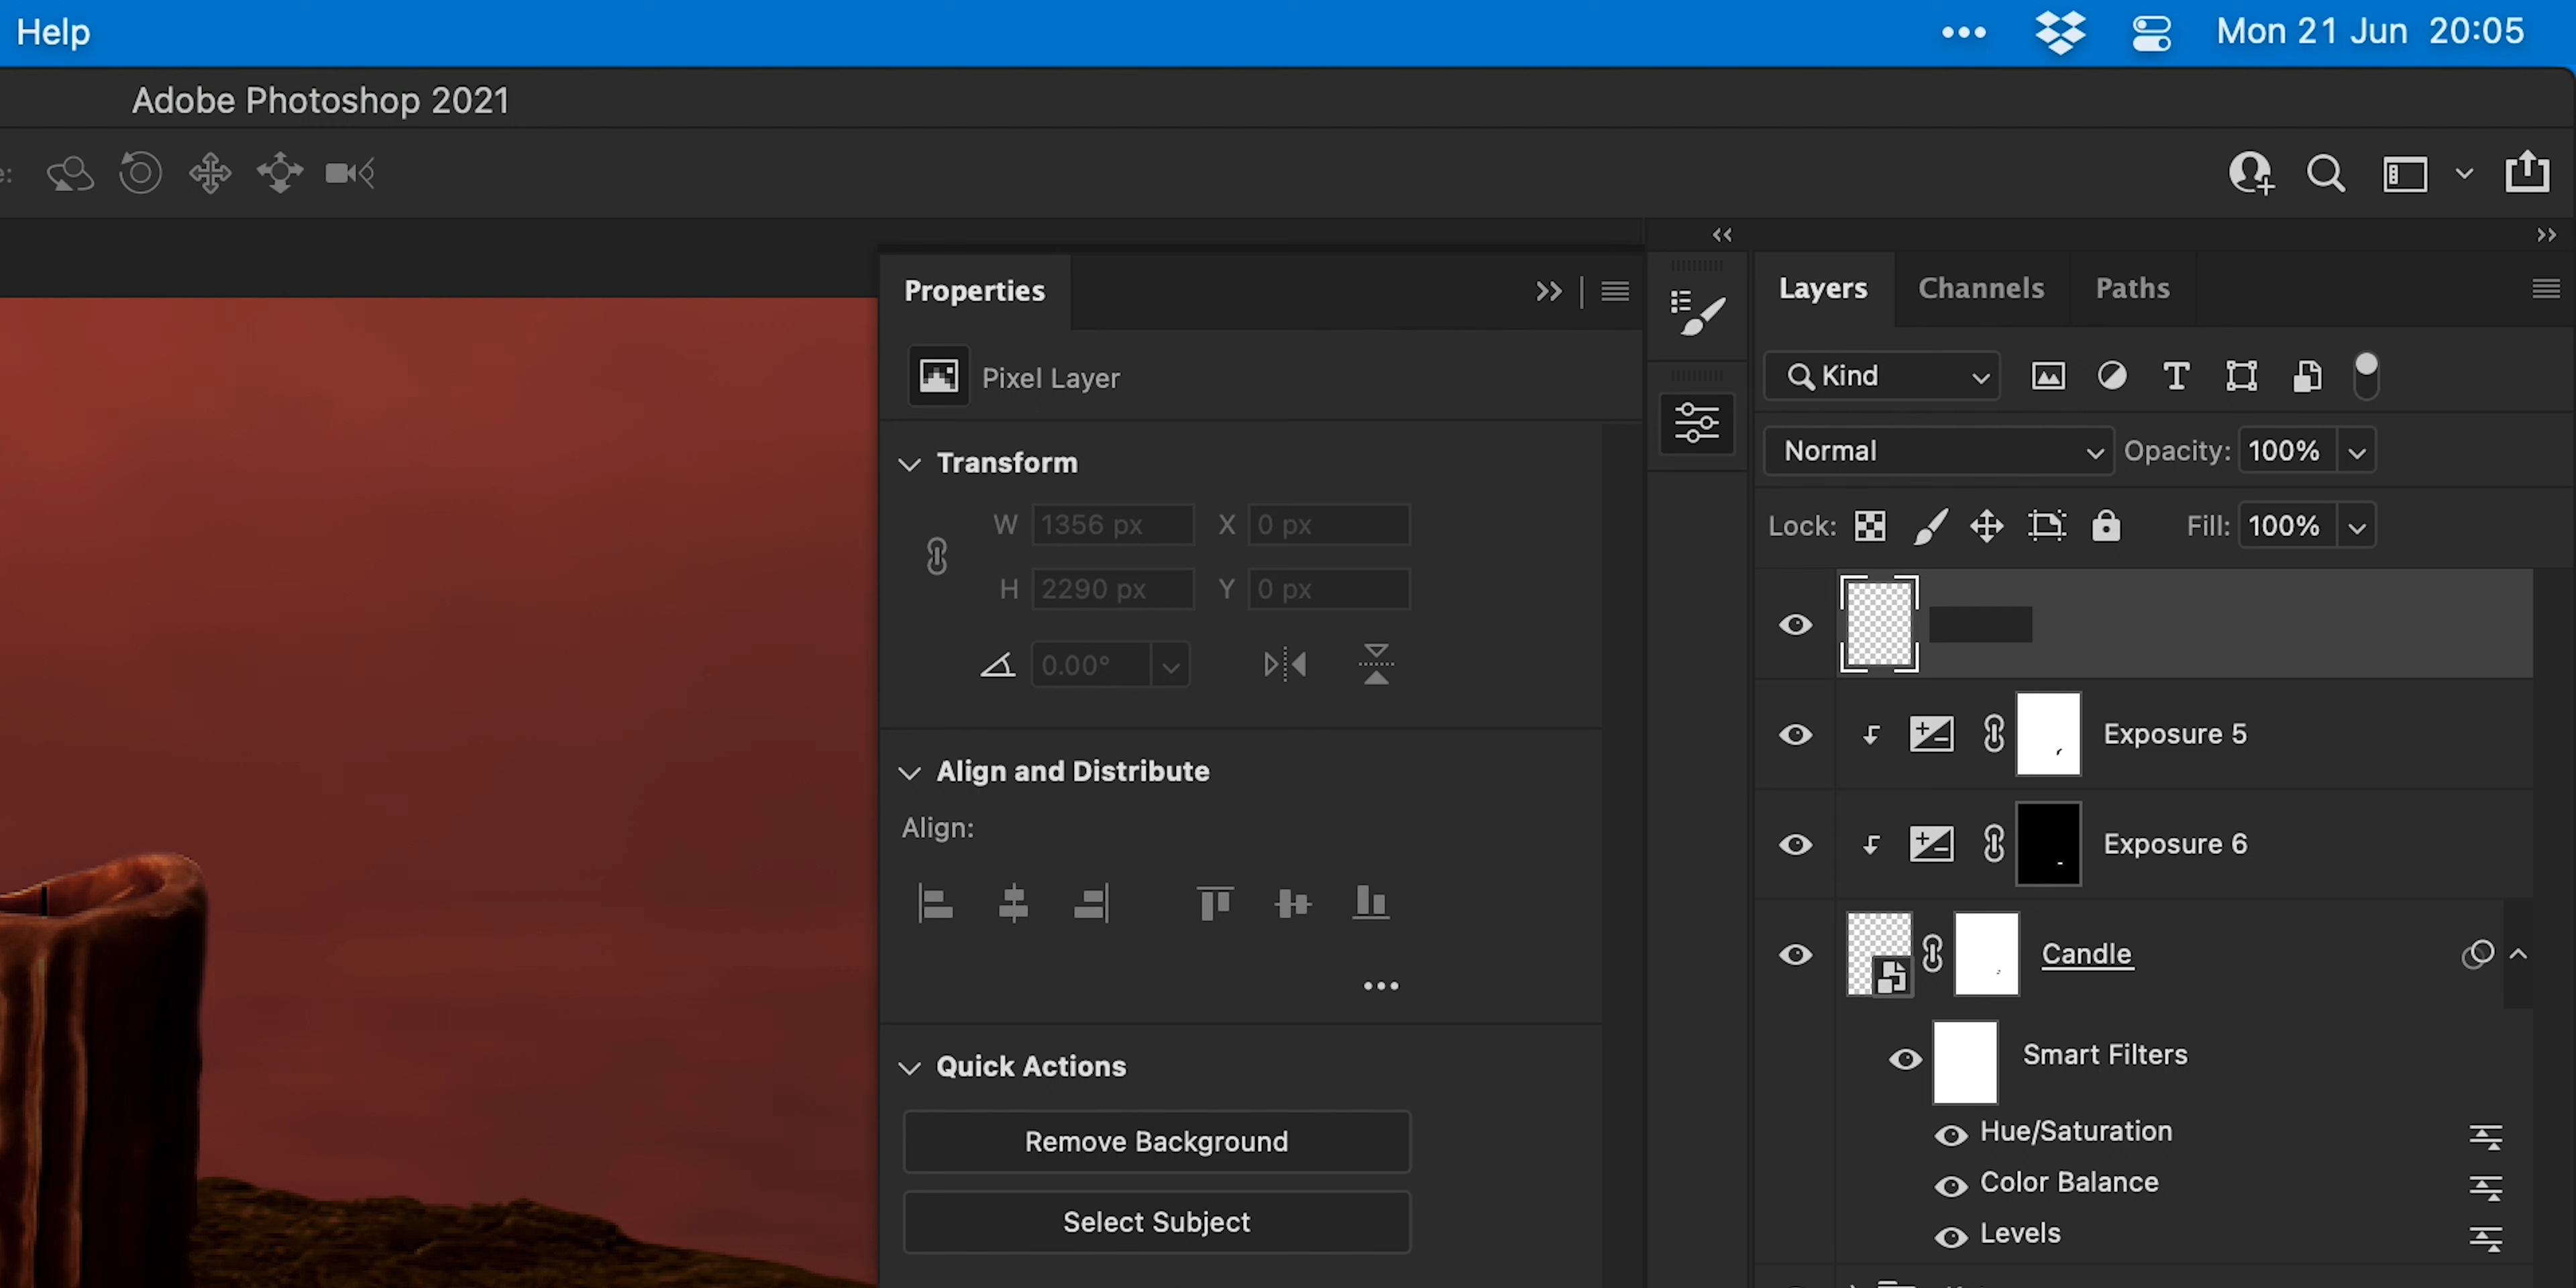 Help
Mon 21 Jun 20:05
Adobe Photoshop 2021
e:
Properties
Layers
Channels
Paths
Pixel Layer
Kind
Transform
Normal
Opacity: 100%
W 1356 px X 0 px
Lock:
Fill: 100%
H 2290 px Y 0 px
0.00°
Exposure 5
Align and Distribute
Align:
Exposure 6
Candle
Quick Actions
Smart Filters
Remove Background
Hue/Saturation
Color Balance
Select Subject
Levels